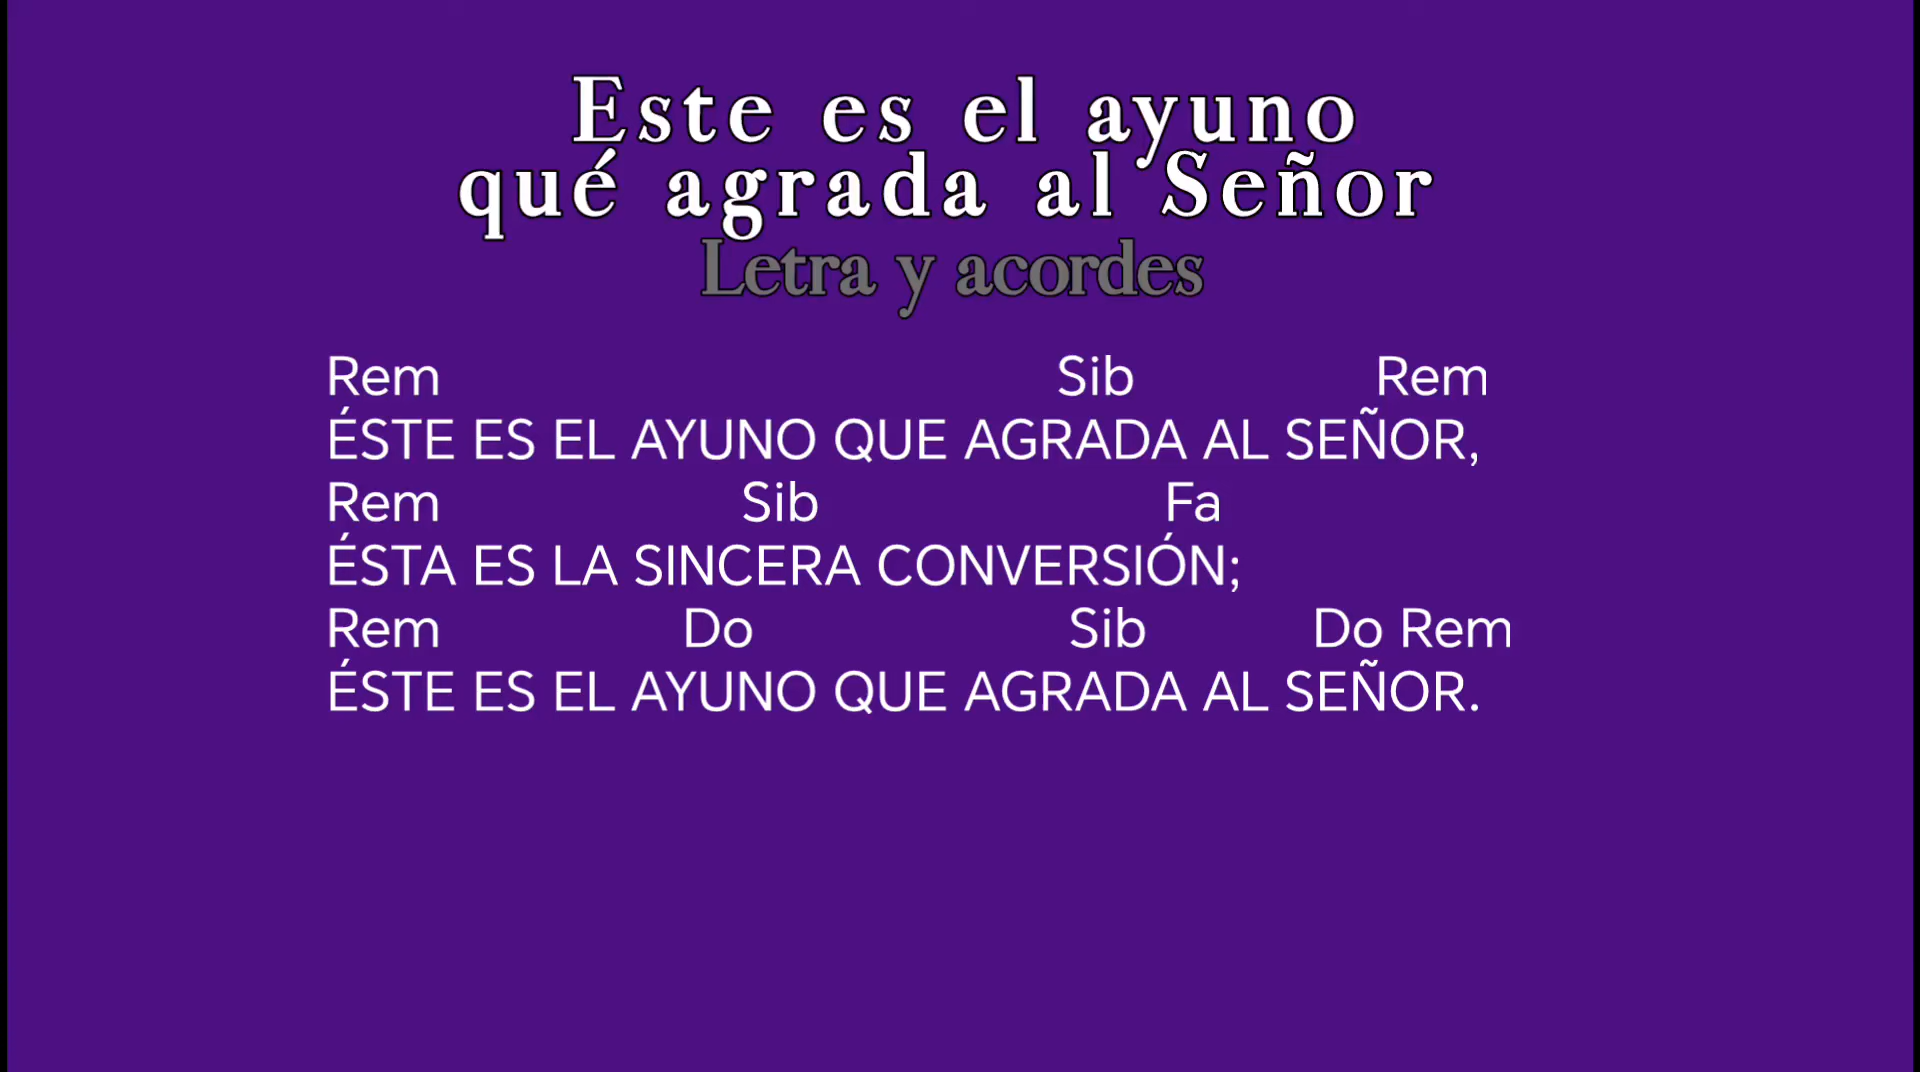 Este es el ayuno
qué agrada al Señor
Letra y acordes
Rem Sib Rem
ÉSTE ES EL AYUNO QUE AGRADA AL SEÑOR,
Rem Sib Fa
ÉSTA ES LA SINCERA CONVERSIÓN;
Rem Do Sib Do Rem
ÉSTE ES EL AYUNO QUE AGRADA AL SEÑOR.